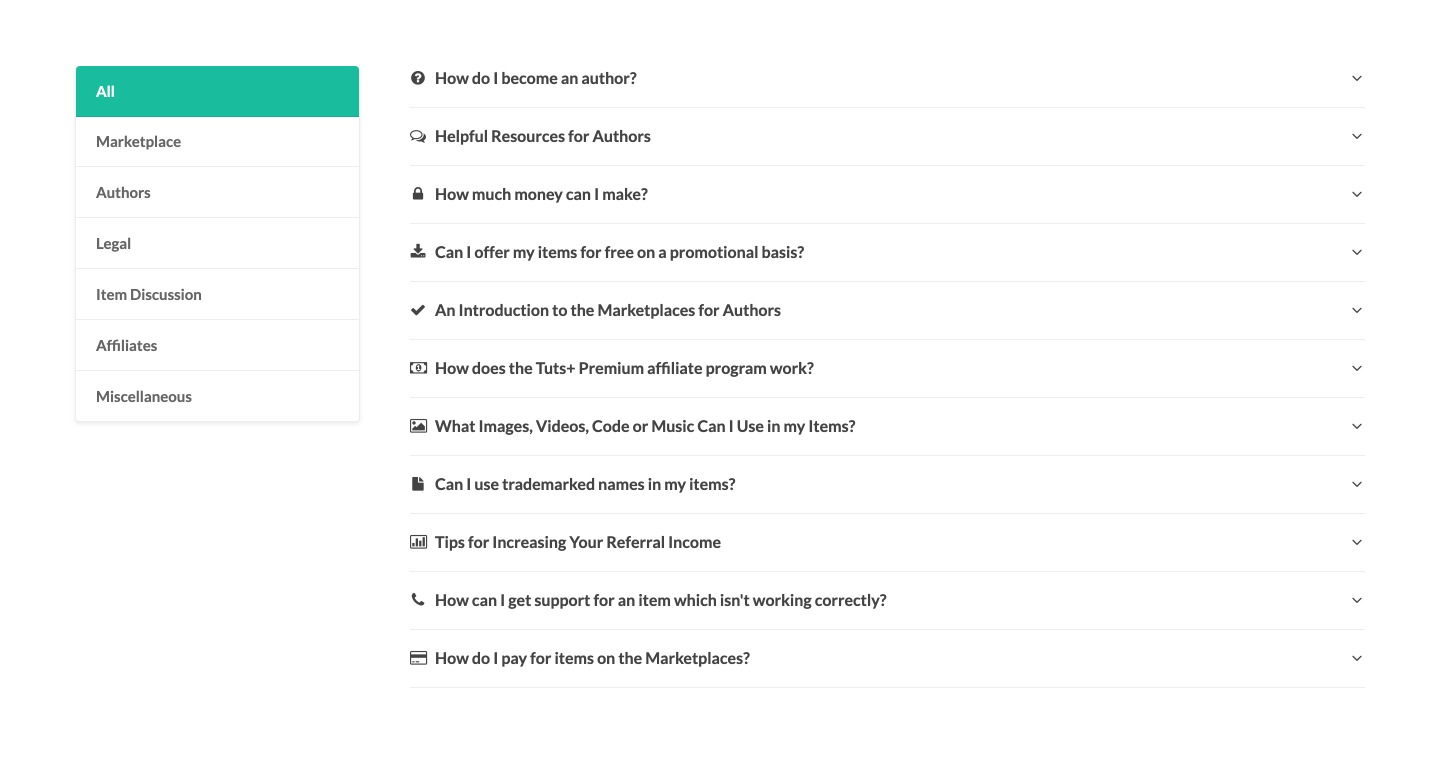 All
Marketplace
Authors
Legal
Item Discussion
Affiliates
Miscellaneous
How do I become an author?
Helpful Resources for Authors
How much money can I make?
Can I offer my items for free on a promotional basis?
An Introduction to the Marketplaces for Authors
How does the Tuts+ Premium affiliate program work?
What Images, Videos, Code or Music Can I Use in my Items?
Can I use trademarked names in my items?
Tips for Increasing Your Referral Income
How can I get support for an item which isn't working correctly?
How do I pay for items on the Marketplaces?